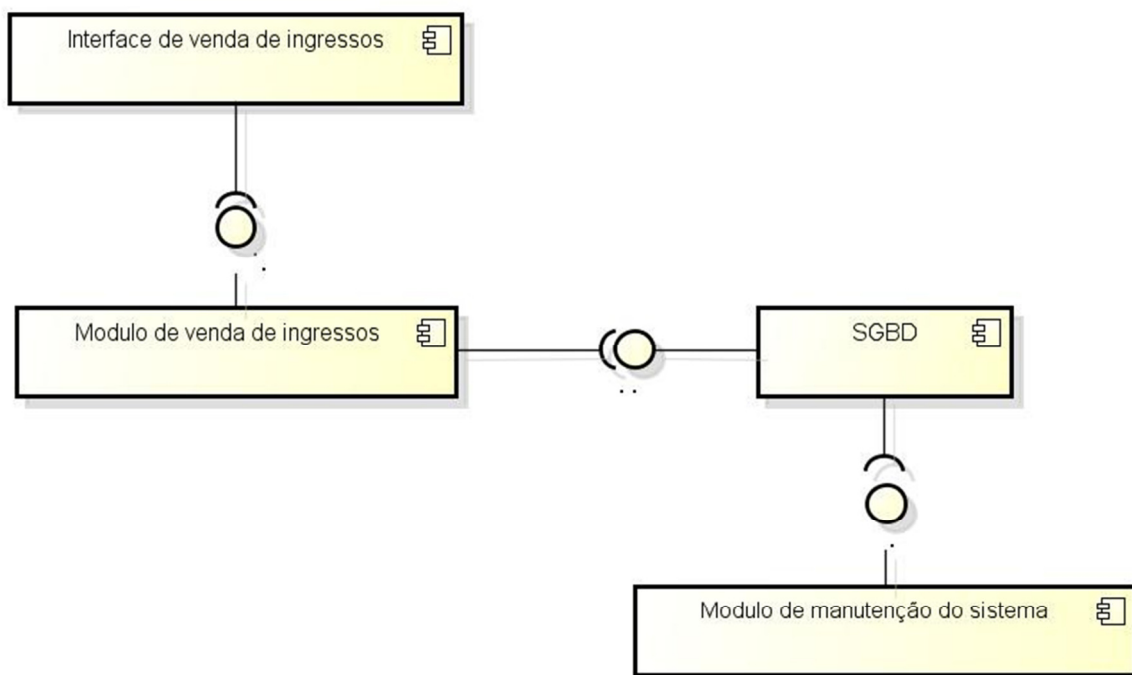 Interface de venda de ingressos
Modulo de venda de ingressos
SGBD
Modulo de manutenção do sistema